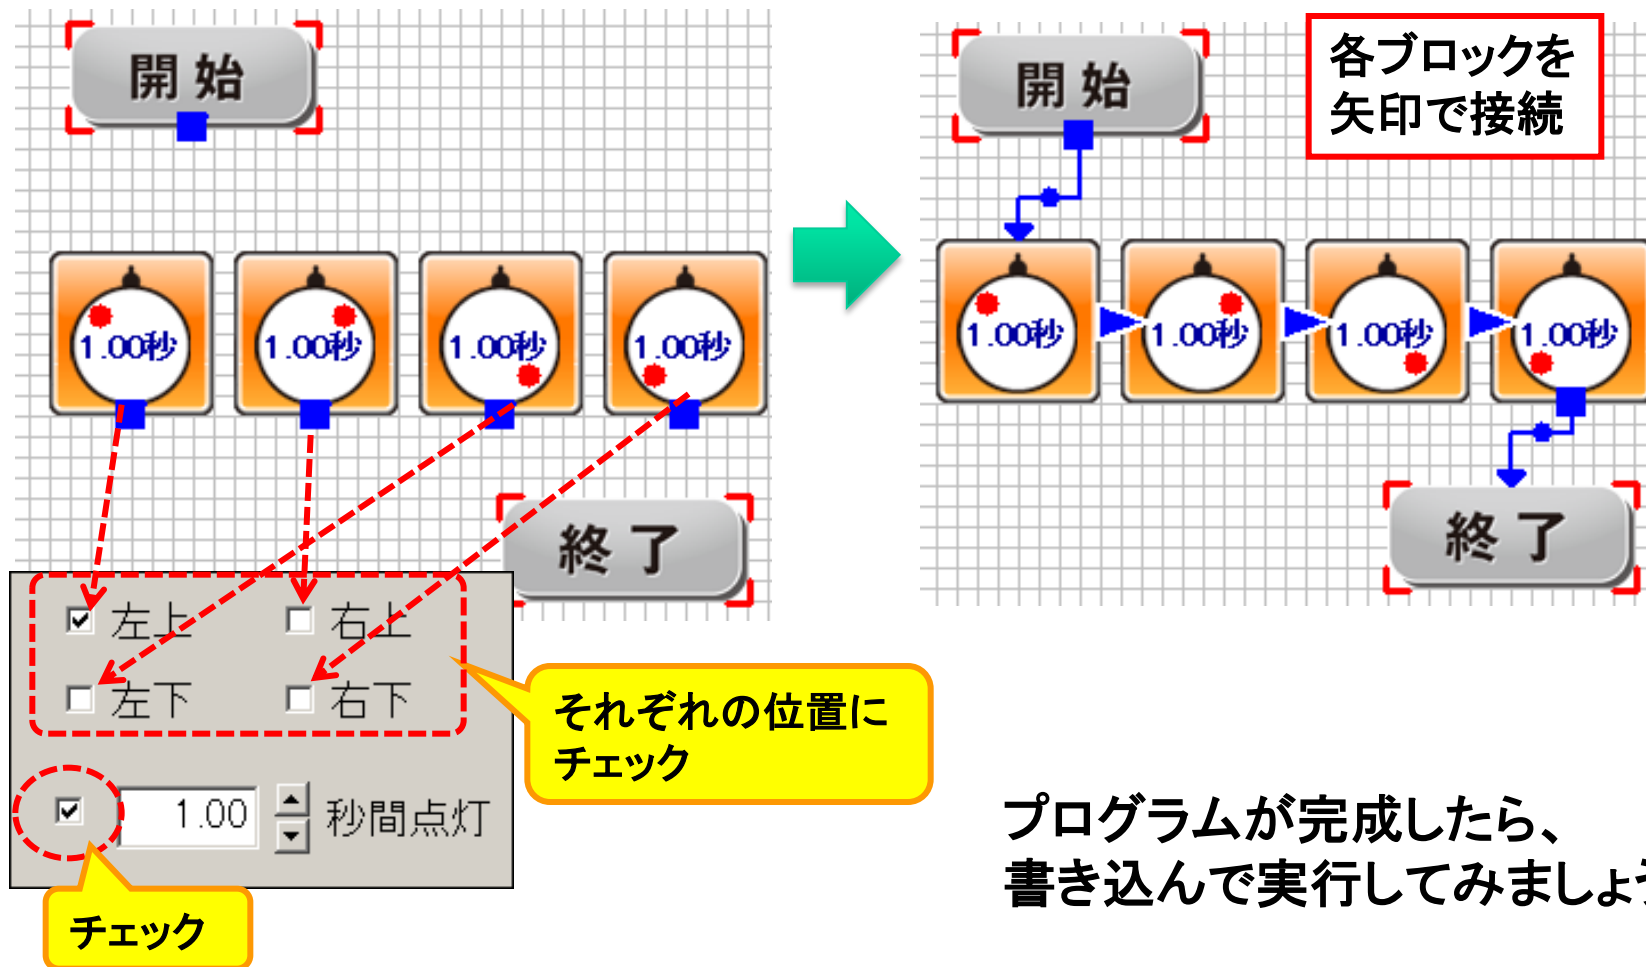 開始
1.00秒
1.00秒
1.00秒
1.00秒
終了
左上
右上
左下
右下
1.00
秒間点灯
チェック
それぞれの位置に
チェック
各ブロックを
矢印で接続
開始
1.00秒
1.00秒
1.00秒
1.00秒
終了
プログラムが完成したら、
書き込んで実行してみましょう